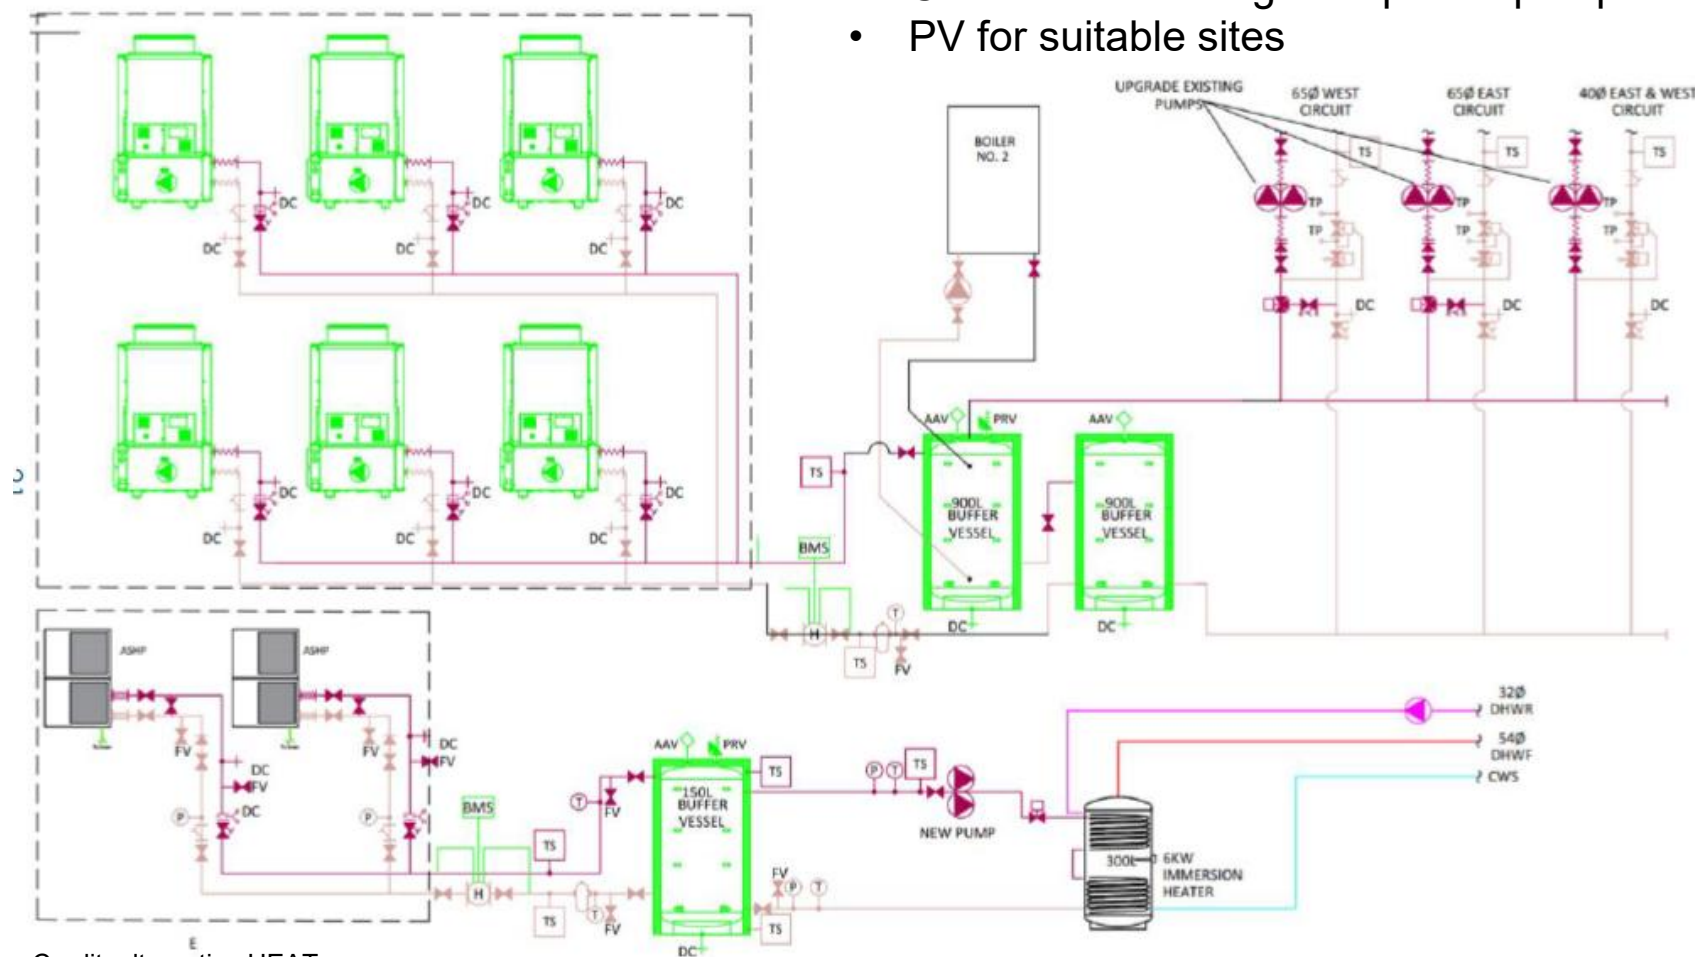 • PV for suitable sites
UPGRADE EXISTING
PUMPS
65Ø WEST
CIRCUIT
65Ø EAST
CIRCUIT
40Ø EAST & WEST
CIRCUIT
BOILER
NO. 2
TS
TS
TS
DC
DC
DC
TP
TP
TP
TP
TP
TP
DC
DC
DC
DC
DC
DC
AAV
PRV
AAV
TS
900L
BUFFER
VESSEL
900L
BUFFER
VESSEL
DC
DC
DC
DC
DC
DC
BMS
H
T
TS
FV
DC
DC
ASHP
ASHP
FV
FV
DC
FV
DC
FV
DC
P
P
BMS
H
T
FV
TS
TS
T
FV
AAV
PRV
150L
BUFFER
VESSEL
DC
TS
TS
P
T
TS
NEW PUMP
FV
P
T
300L
6KW
IMMERSION
HEATER
32Ø
DHWR
54Ø
DHWF
CWS
E